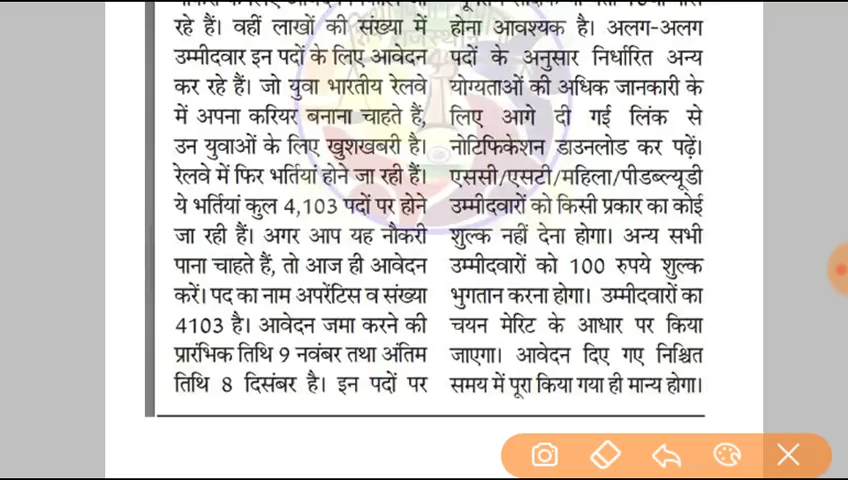 रहे हैं। वहीं लाखों की संख्या में
उम्मीदवार इन पदों के लिए आवेदन
कर रहे हैं। जो युवा भारतीय रेलवे
में अपना करियर बनाना चाहते हैं,
उन युवाओं के लिए खुशखबरी है।
रेलवे में फिर भर्तियां होने जा रही हैं।
ये भर्तियां कुल 4,103 पदों पर होने
जा रही हैं। अगर आप यह नौकरी
पाना चाहते हैं, तो आज ही आवेदन
करें। पद का नाम अपरेंटिस व संख्या
4103 है। आवेदन जमा करने की
प्रारंभिक तिथि 9 नवंबर तथा अंतिम
तिथि 8 दिसंबर है। इन पदों पर
होना आवश्यक है। अलग-अलग
पदों के अनुसार निर्धारित अन्य
योग्यताओं की अधिक जानकारी के
लिए आगे दी गई लिंक से
नोटिफिकेशन डाउनलोड कर पढ़ें।
एससी/एसटी/महिला/पीडब्ल्यूडी
उम्मीदवारों को किसी प्रकार का कोई
शुल्क नहीं देना होगा। अन्य सभी
उम्मीदवारों को 100 रुपये शुल्क
भुगतान करना होगा। उम्मीदवारों का
चयन मेरिट के आधार पर किया
जाएगा। आवेदन दिए गए निश्चित
समय में पूरा किया गया ही मान्य होगा।